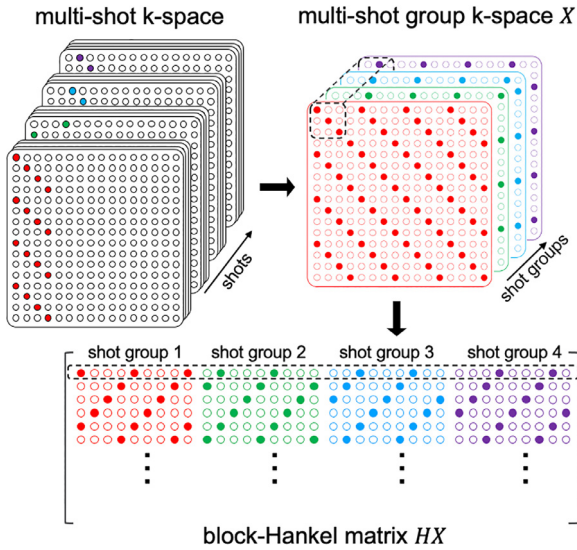 multi-shot k-space
multi-shot group k-space X
shots
shot groups
shot group 1
shot group 2
shot group 3
shot group 4
block-Hankel matrix HX